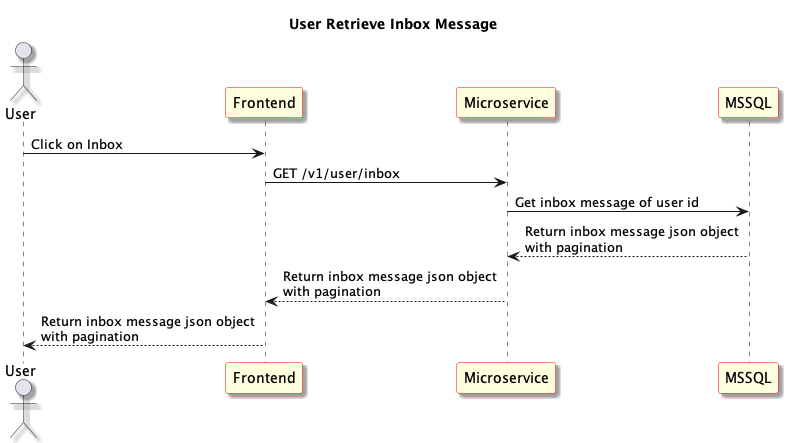 User Retrieve Inbox Message
User
Frontend
Microservice
MSSQL
Click on Inbox
GET /v1/user/inbox
Get inbox message of user id
Return inbox message json object
with pagination
Return inbox message json object
with pagination
Return inbox message json object
with pagination
User
Frontend
Microservice
MSSQL